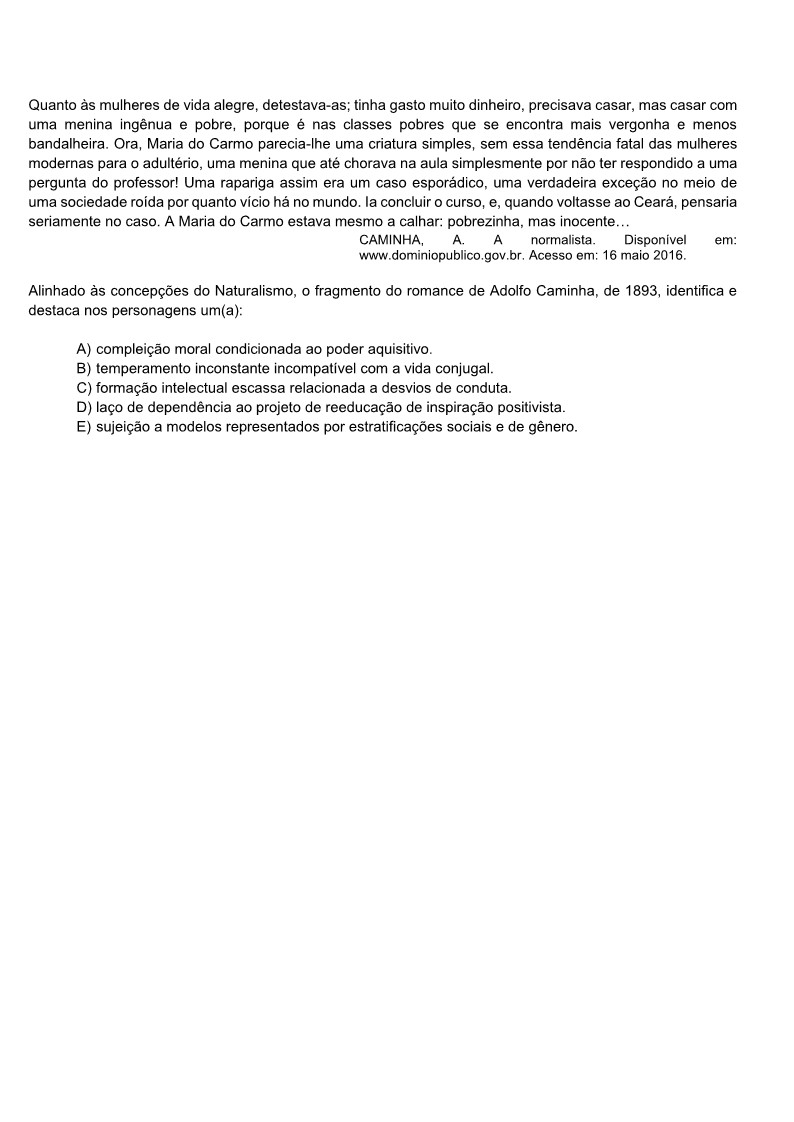 Quanto às mulheres de vida alegre, detestava-as; tinha gasto muito dinheiro, precisava casar, mas casar com
uma menina ingênua e pobre, porque é nas classes pobres que se encontra mais vergonha e menos
bandalheira. Ora, Maria do Carmo parecia-lhe uma criatura simples, sem essa tendência fatal das mulheres
modernas para o adultério, uma menina que até chorava na aula simplesmente por não ter respondido a uma
pergunta do professor! Uma rapariga assim era um caso esporádico, uma verdadeira exceção no meio de
uma sociedade roída por quanto vício há no mundo. Ia concluir o curso, e, quando voltasse ao Ceará, pensaria
seriamente no caso. A Maria do Carmo estava mesmo a calhar: pobrezinha, mas inocente…
CAMINHA, A. A normalista. Disponível em:
www.dominiopublico.gov.br. Acesso em: 16 maio 2016.
Alinhado às concepções do Naturalismo, o fragmento do romance de Adolfo Caminha, de 1893, identifica e
destaca nos personagens um(a):
A) compleição moral condicionada ao poder aquisitivo.
B) temperamento inconstante incompatível com a vida conjugal.
C) formação intelectual escassa relacionada a desvios de conduta.
D) laço de dependência ao projeto de reeducação de inspiração positivista.
E) sujeição a modelos representados por estratificações sociais e de gênero.